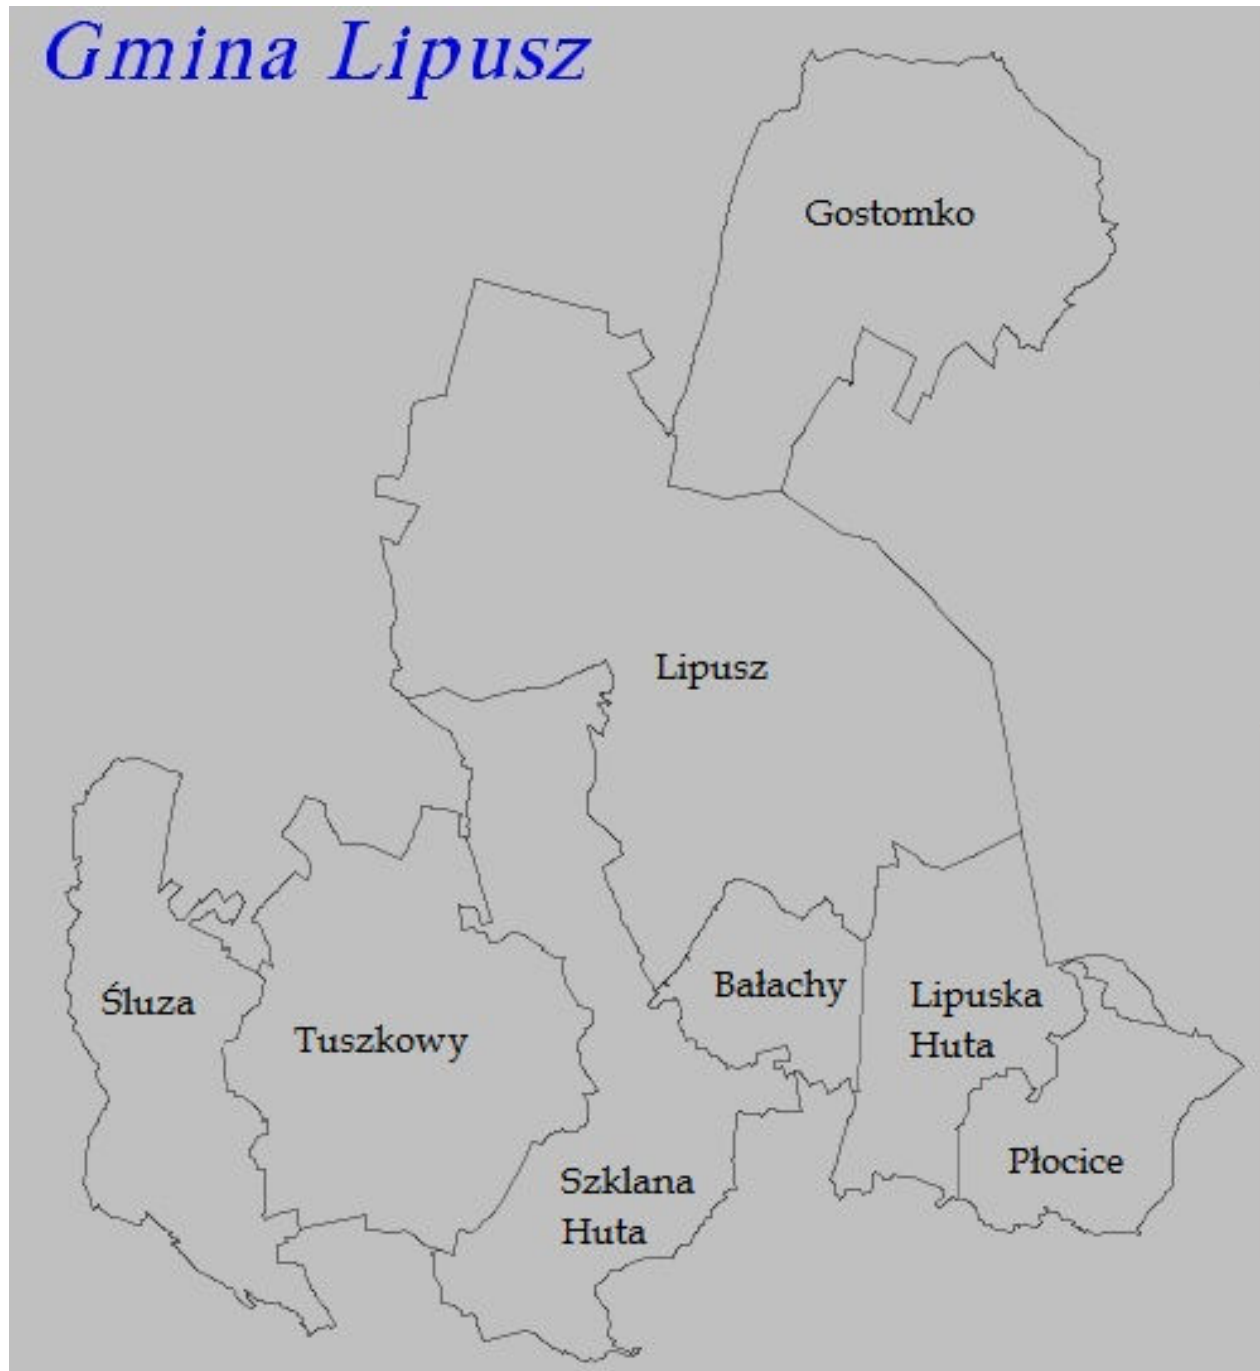 Gmina Lipusz
Gostomko
Lipusz
Bałachy
Śluza
Lipuska
Huta
Tuszkowy
Płocice
Szklana
Huta